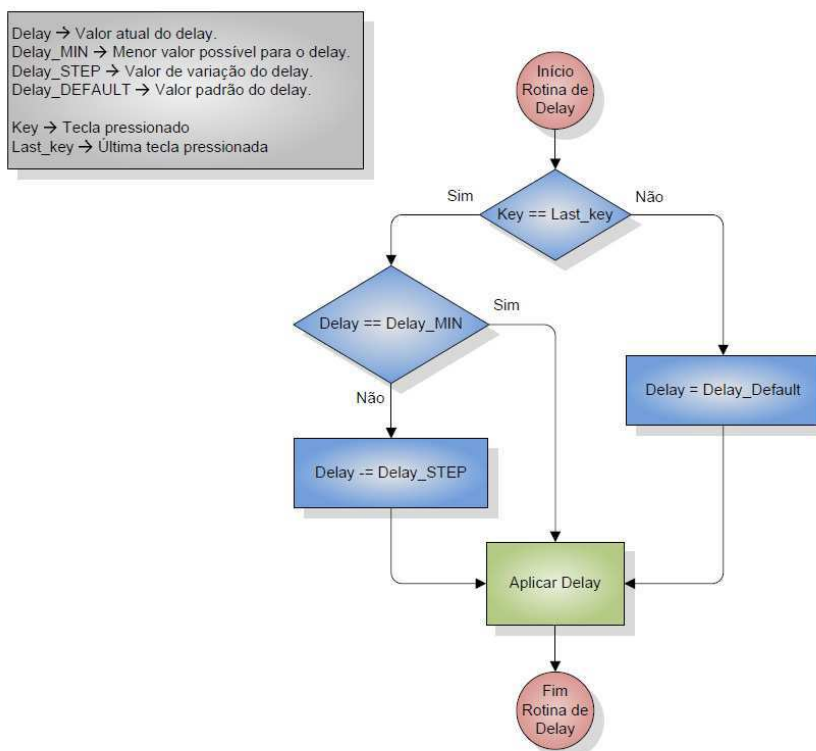 Delay → Valor atual do delay.
Delay_MIN → Menor valor possível para o delay.
Delay_STEP → Valor de variação do delay.
Delay_DEFAULT → Valor padrão do delay.
Key → Tecla pressionado
Last_key → Última tecla pressionada
Início
Rotina de
Delay
Sim
Key == Last_key
Não
Delay == Delay_MIN
Sim
Não
Delay = Delay_Default
Delay -= Delay_STEP
Aplicar Delay
Fim
Rotina de
Delay